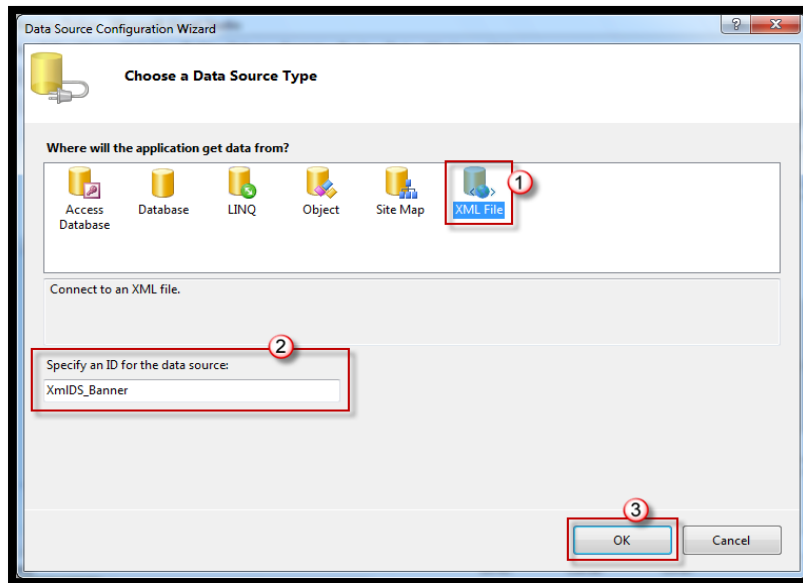 Data Source Configuration Wizard
?
Choose a Data Source Type
Where will the application get data from?
Access Database
Database
LINQ
Object
Site Map
XML File
1
Connect to an XML file.
2
Specify an ID for the data source:
XmlDS_Banner
3
OK
Cancel